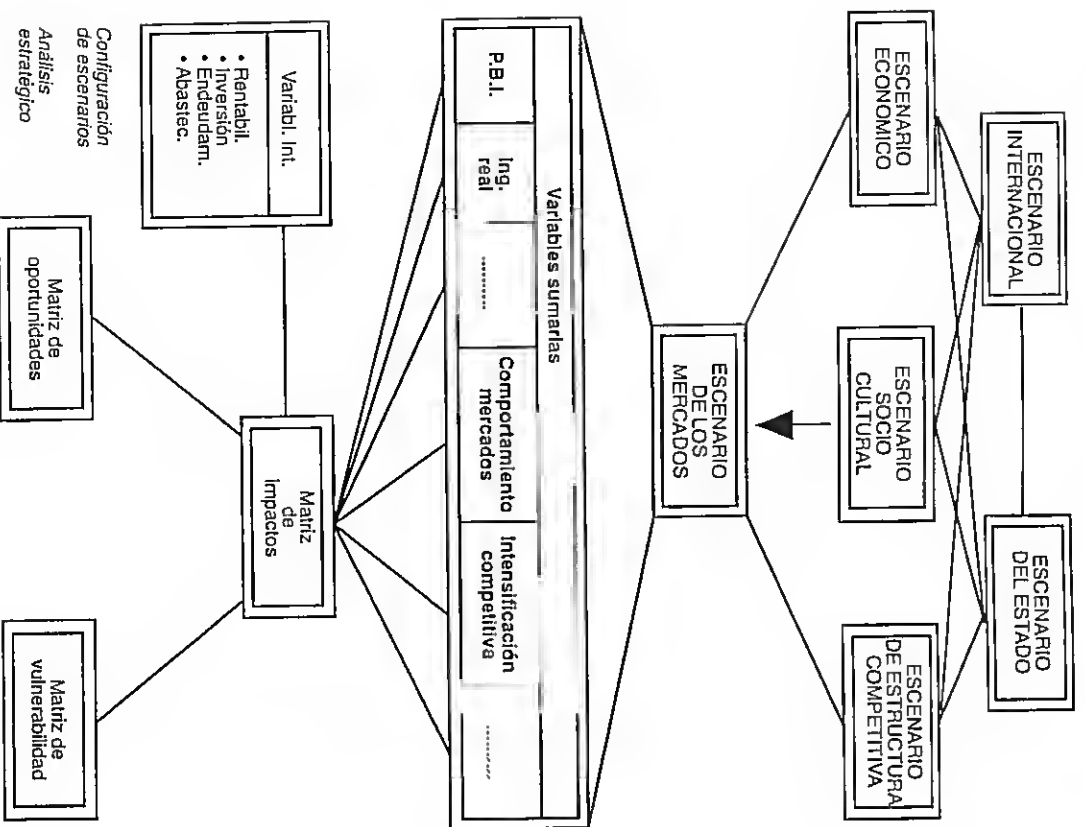 ESCENARIO
INTERNACIONAL
ESCENARIO
DEL ESTADO
ESCENARIO
ECONOMICO
ESCENARIO
SOCIO
CULTURAL
ESCENARIO
DE ESTRUCTURA
COMPETITIVA
ESCENARIO
DE LOS
MERCADOS
Variables sumarias
P.B.I.
Ing.
real
..........
Comportamiento
mercados
Intensificación
competitiva
..........
Variabl. Int.
• Rentabil.
• Inversión
• Endeudam.
• Abastec.
Matriz
de
impactos
Configuración
de escenarios
Análisis
estratégico
Matriz de
oportunidades
Matriz de
vulnerabilidad